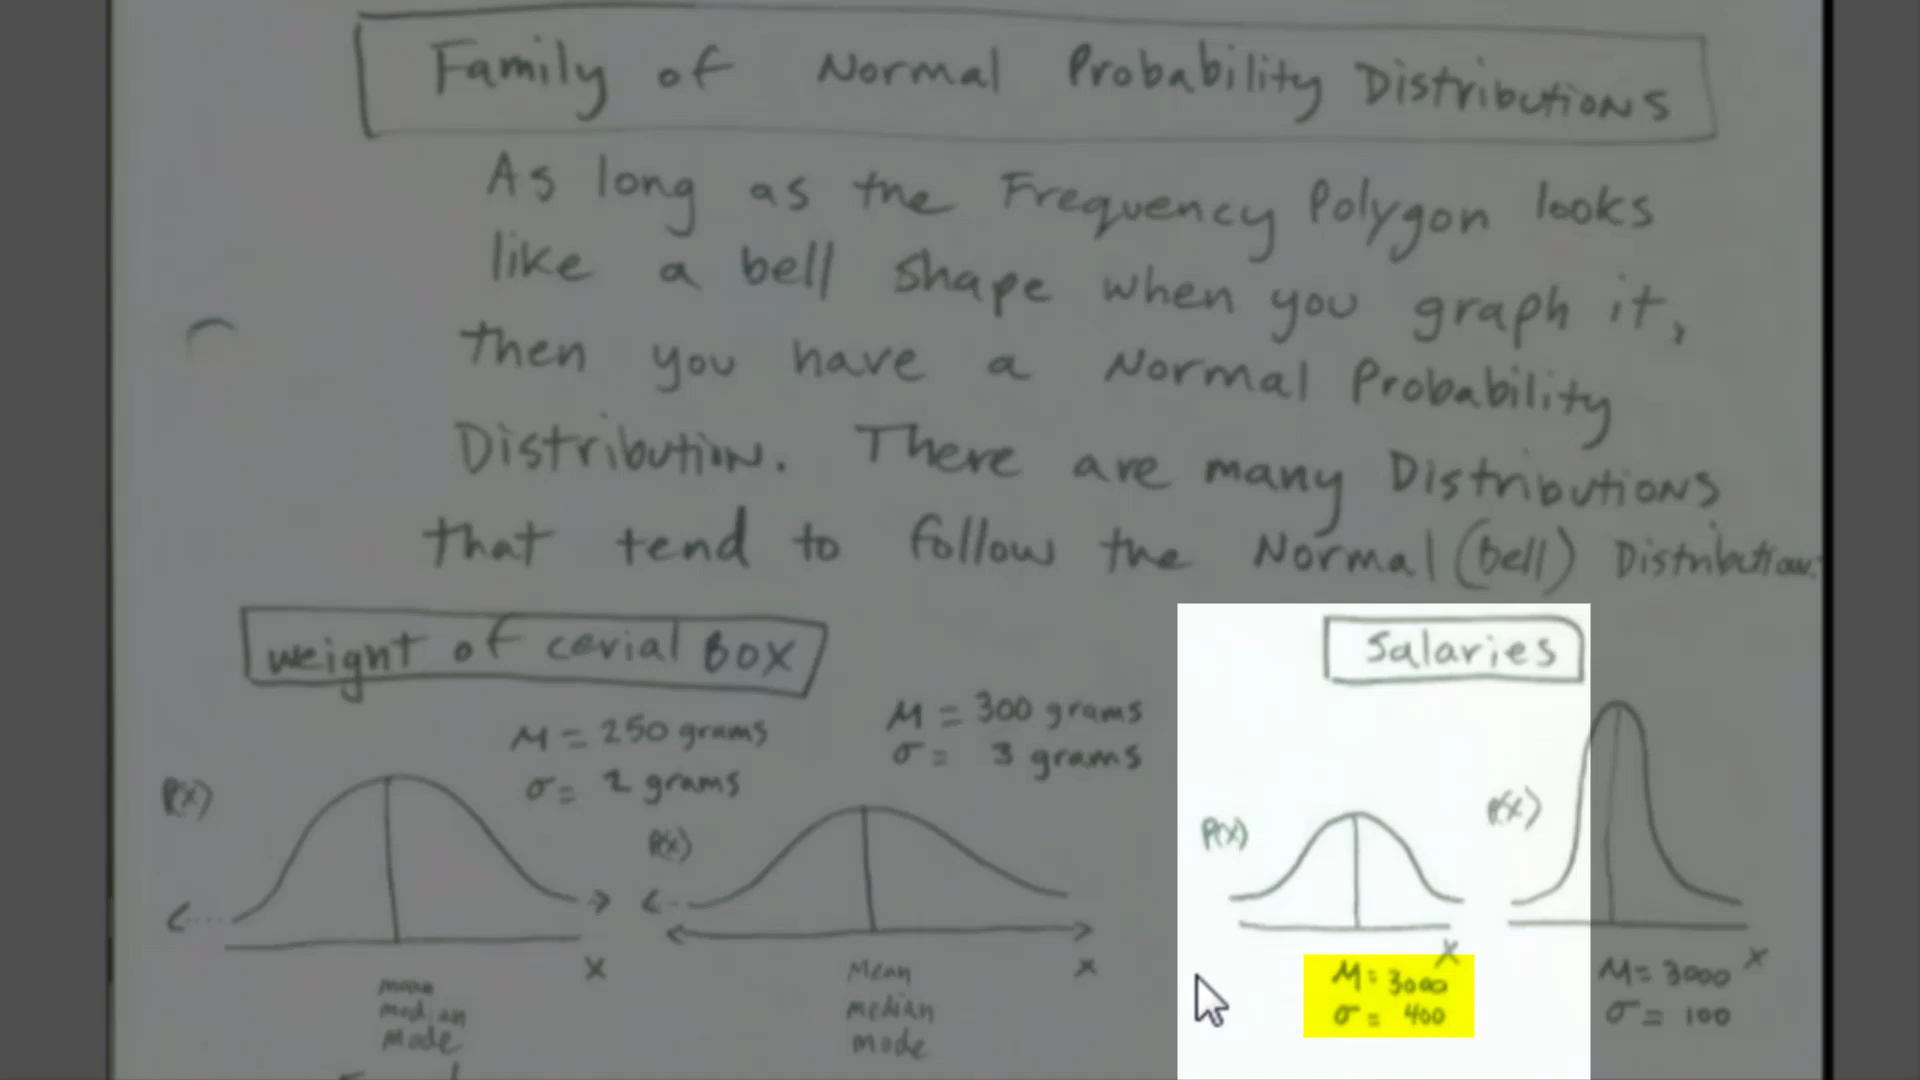 Family of Normal Probability Distributions
As long as the Frequency Polygon looks
like a bell shape when you graph it,
then you have a Normal Probability
Distribution. There are many Distributions
that tend to follow the Normal (bell) Distribution.
weight of cerial Box
M = 250 grams
σ = 2 grams
P(x)
X
mean
median
mode
M = 300 grams
σ = 3 grams
P(x)
x
Mean
median
mode
Salaries
P(x)
X
M = 3000
σ = 400
P(x)
x
M = 3000
σ = 100